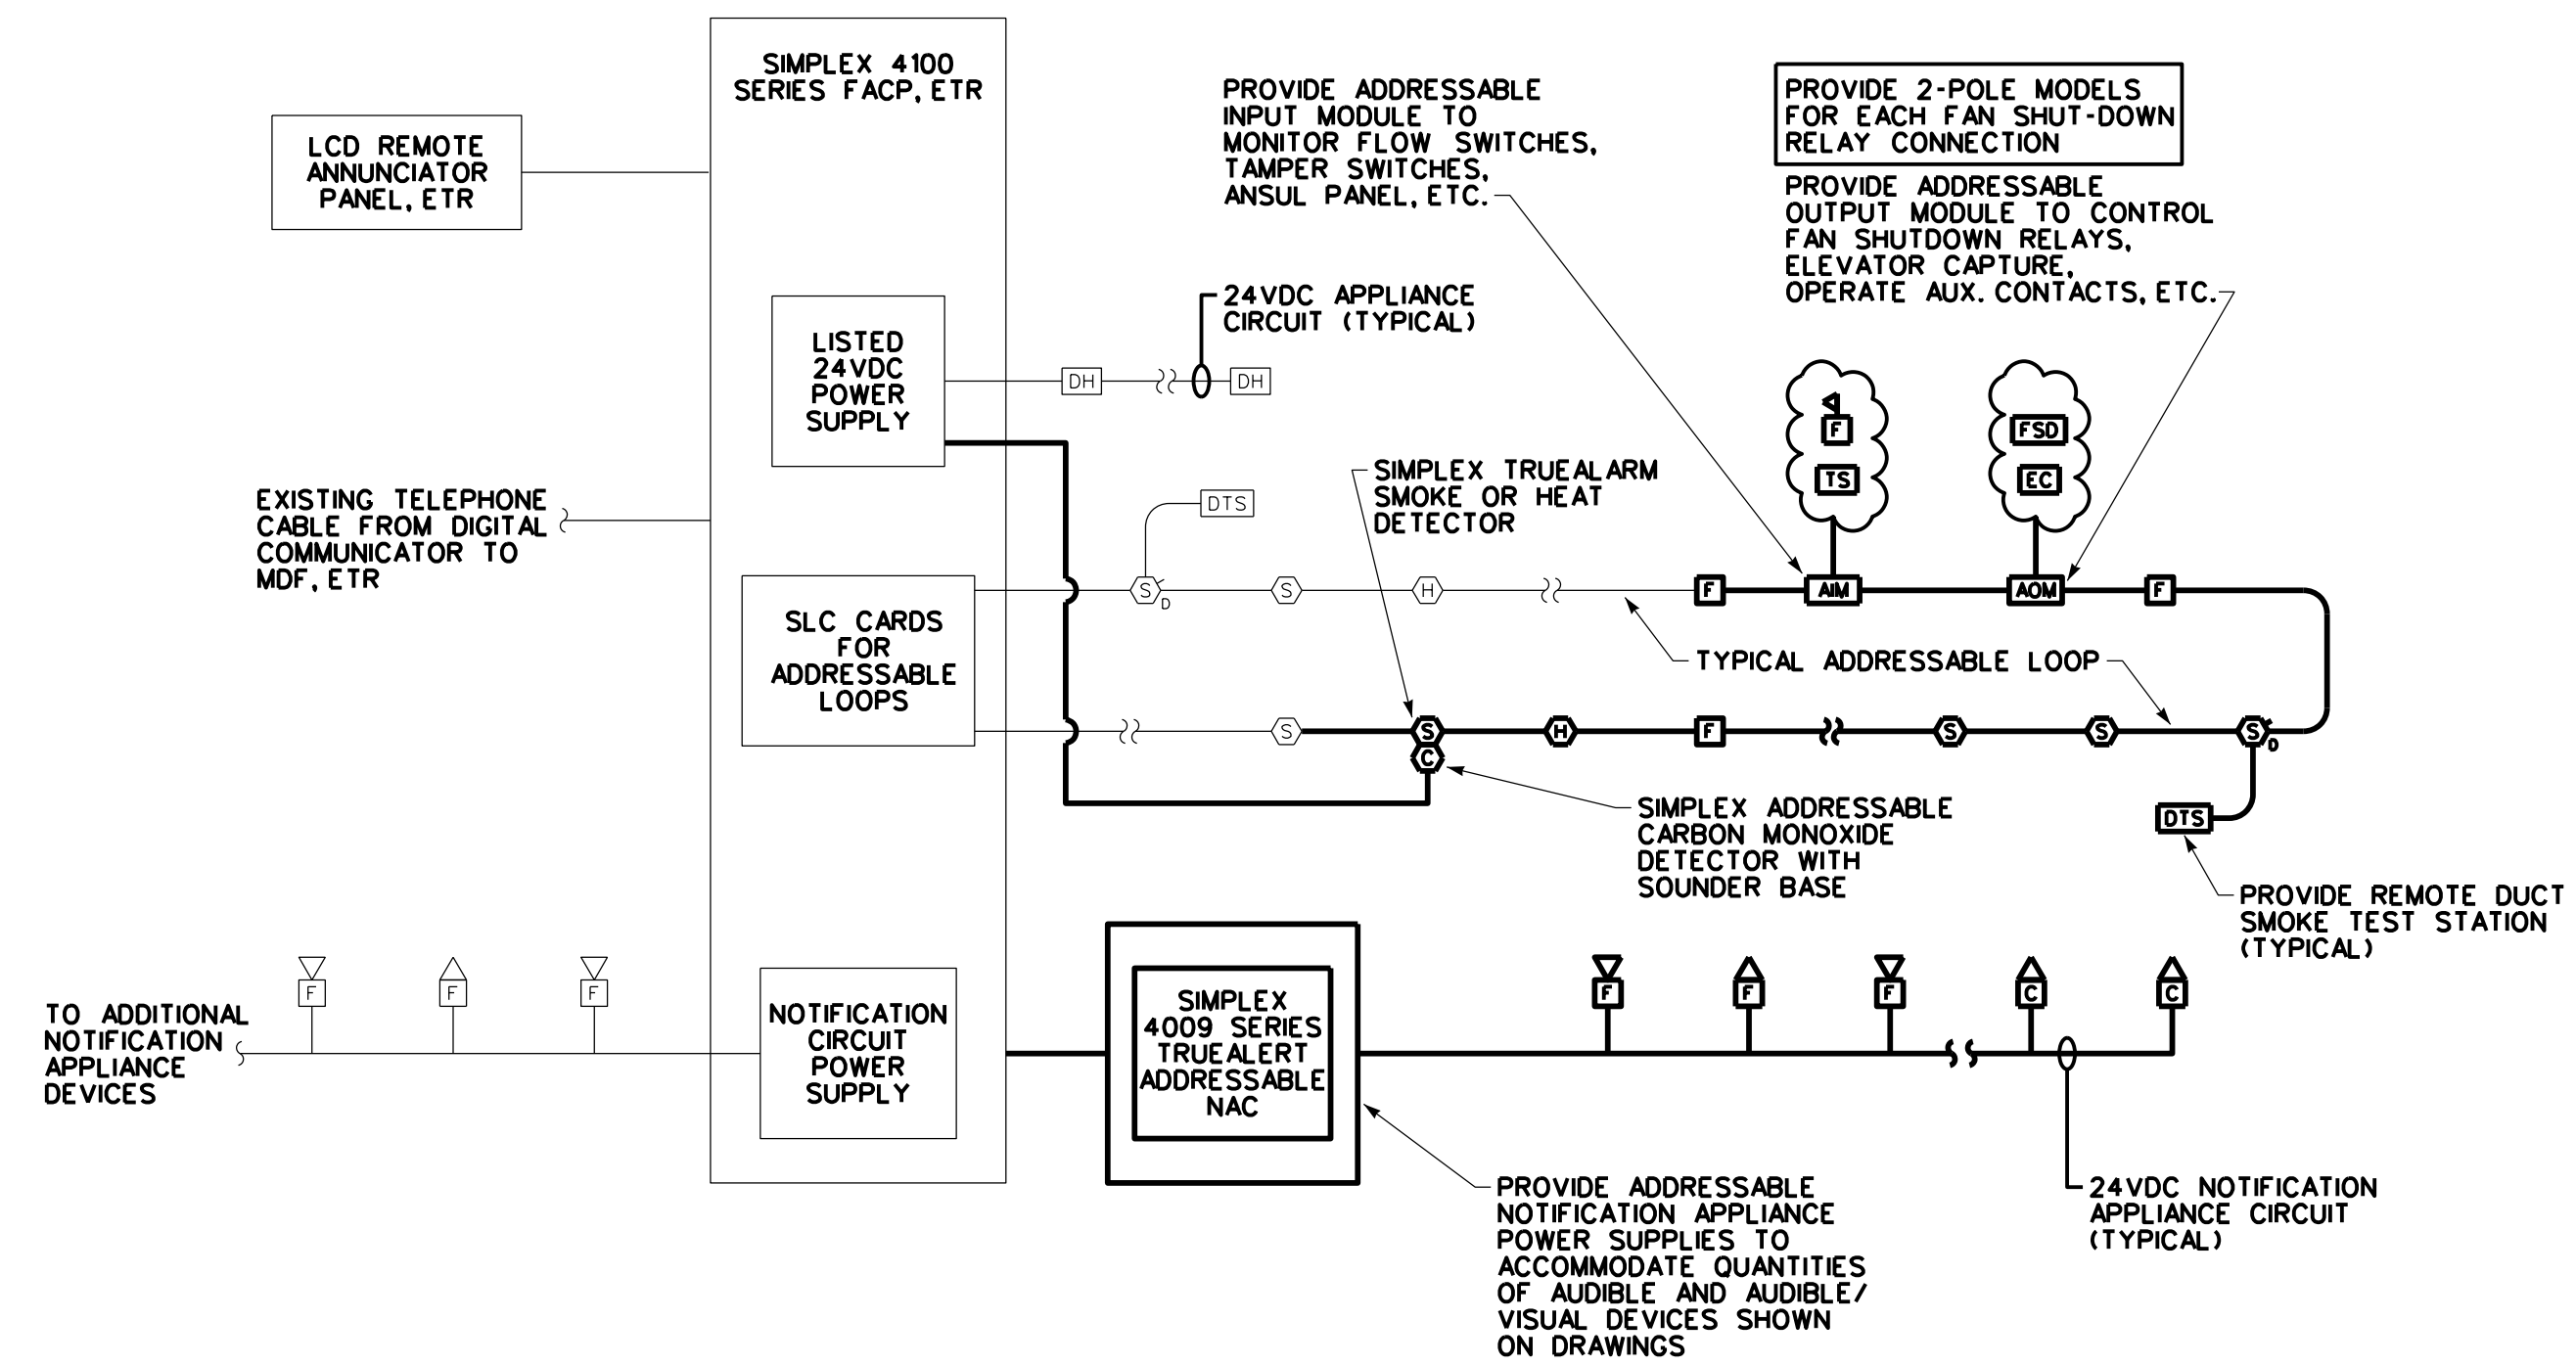 SIMPLEX 4100
SERIES FACP, ETR
LCD REMOTE
ANNUNCIATOR
PANEL, ETR
PROVIDE ADDRESSABLE
INPUT MODULE TO
MONITOR FLOW SWITCHES,
TAMPER SWITCHES,
ANSUL PANEL, ETC.
PROVIDE 2-POLE MODELS
FOR EACH FAN SHUT-DOWN
RELAY CONNECTION
PROVIDE ADDRESSABLE
OUTPUT MODULE TO CONTROL
FAN SHUTDOWN RELAYS,
ELEVATOR CAPTURE,
OPERATE AUX. CONTACTS, ETC.
24VDC APPLIANCE
CIRCUIT (TYPICAL)
LISTED
24VDC
POWER
SUPPLY
DH
DH
F
TS
FSD
EC
EXISTING TELEPHONE
CABLE FROM DIGITAL
COMMUNICATOR TO
MDF, ETR
SIMPLEX TRUEALARM
SMOKE OR HEAT
DETECTOR
DTS
S
D
S
H
F
AIM
AOM
F
SLC CARDS
FOR
ADDRESSABLE
LOOPS
TYPICAL ADDRESSABLE LOOP
S
S
C
H
F
S
S
S
D
DTS
SIMPLEX ADDRESSABLE
CARBON MONOXIDE
DETECTOR WITH
SOUNDER BASE
PROVIDE REMOTE DUCT
SMOKE TEST STATION
(TYPICAL)
F
F
F
TO ADDITIONAL
NOTIFICATION
APPLIANCE
DEVICES
NOTIFICATION
CIRCUIT
POWER
SUPPLY
SIMPLEX
4009 SERIES
TRUEALERT
ADDRESSABLE
NAC
F
F
F
C
C
PROVIDE ADDRESSABLE
NOTIFICATION APPLIANCE
POWER SUPPLIES TO
ACCOMMODATE QUANTITIES
OF AUDIBLE AND AUDIBLE/
VISUAL DEVICES SHOWN
ON DRAWINGS
24VDC NOTIFICATION
APPLIANCE CIRCUIT
(TYPICAL)